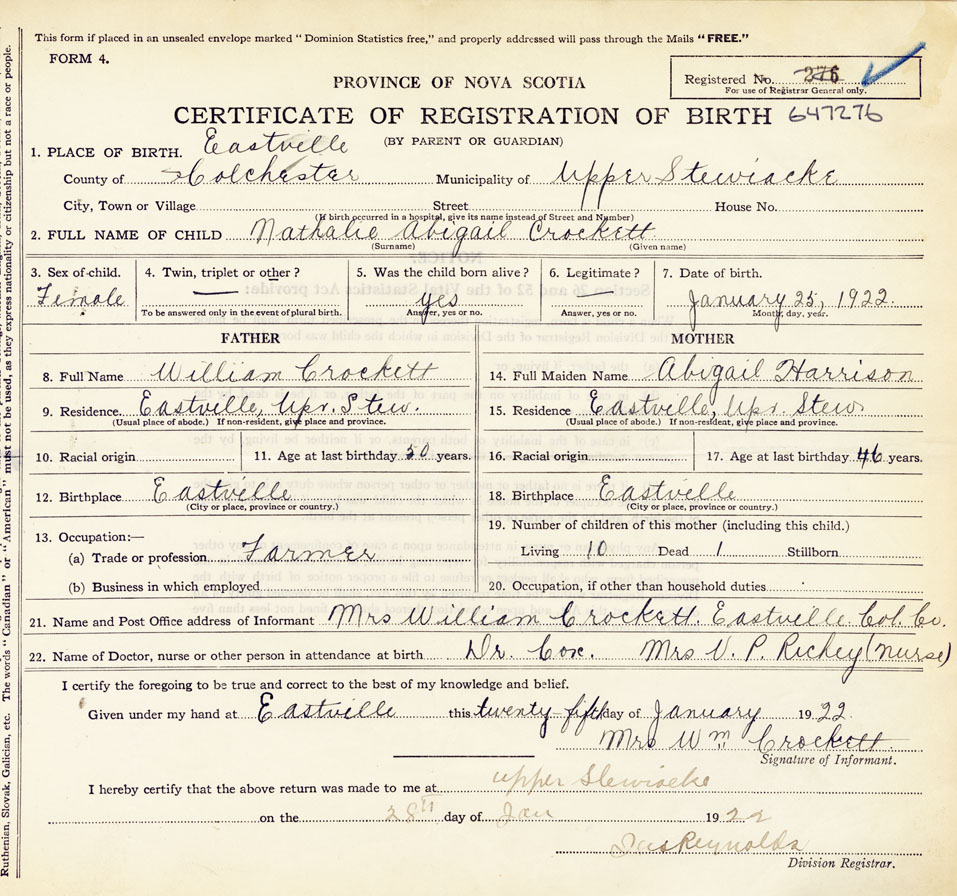 This form if placed in an unsealed envelope marked “ Dominion Statistics free,” and properly addressed will pass through the Mails “ FREE.”
FORM 4.
Registered No. 276
For use of Registrar General only.
PROVINCE OF NOVA SCOTIA
CERTIFICATE OF REGISTRATION OF BIRTH 647276
(BY PARENT OR GUARDIAN)
1. PLACE OF BIRTH. Eastville
County of Colchester Municipality of Upper Stewiacke
City, Town or Village Street House No.
(If birth occurred in a hospital, give its name instead of Street and Number)
2. FULL NAME OF CHILD Nathalie Abigail Crockett
(Surname) (Given name)
3. Sex of child. 4. Twin, triplet or other ? 5. Was the child born alive ? 6. Legitimate ? 7. Date of birth.
Female — yes — January 25, 1922.
To be answered only in the event of plural birth. Answer, yes or no. Answer, yes or no. Month, day, year.
FATHER MOTHER
8. Full Name William Crockett 14. Full Maiden Name Abigail Harrison
9. Residence. Eastville, Upr. Stew. 15. Residence Eastville, Upr. Stew.
(Usual place of abode.) If non-resident, give place and province. (Usual place of abode.) If non-resident, give place and province.
10. Racial origin 11. Age at last birthday 50 years. 16. Racial origin 17. Age at last birthday 46 years.
12. Birthplace Eastville 18. Birthplace Eastville
(City or place, province or country.) (City or place, province or country.)
13. Occupation:— 19. Number of children of this mother (including this child.)
(a) Trade or profession Farmer Living 10 Dead 1 Stillborn
(b) Business in which employed 20. Occupation, if other than household duties
21. Name and Post Office address of Informant Mrs William Crockett. Eastville Col. Co.
22. Name of Doctor, nurse or other person in attendance at birth Dr. Cox. Mrs V. P. Richey (nurse)
I certify the foregoing to be true and correct to the best of my knowledge and belief.
Given under my hand at Eastville this twenty-fifth day of January 1922.
Mrs Wm Crockett.
Signature of Informant.
I hereby certify that the above return was made to me at upper Stewiacke
on the 28th day of Jan 1922
Jas Reynolds
Division Registrar.
Ruthenian, Slovak, Galician, etc. The words “ Canadian ” or “ American ” must not be used, as they express nationality or citizenship but not a race or people.